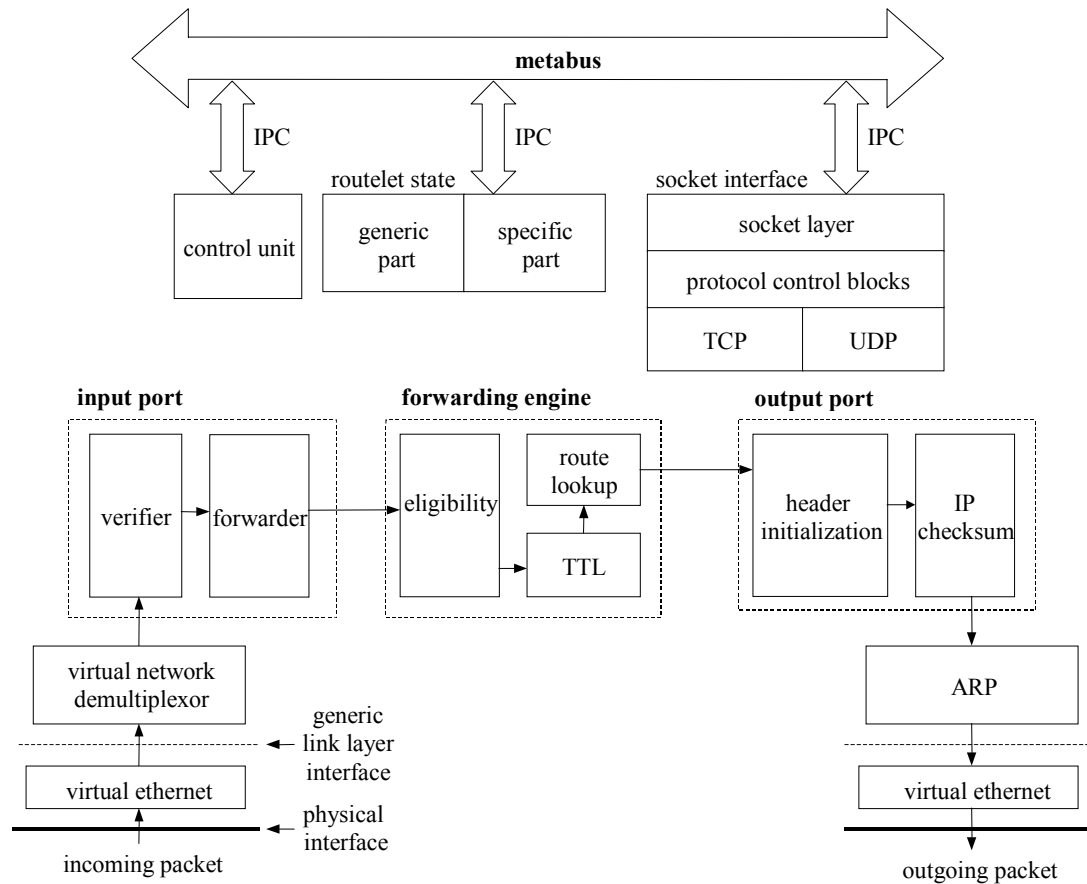 metabus
IPC
IPC
IPC
control unit
routelet state
generic
part
specific
part
socket interface
socket layer
protocol control blocks
TCP
UDP
input port
verifier
forwarder
forwarding engine
eligibility
route
lookup
TTL
output port
header
initialization
IP
checksum
virtual network
demultiplexor
generic
link layer
interface
virtual ethernet
physical
interface
incoming packet
ARP
virtual ethernet
outgoing packet